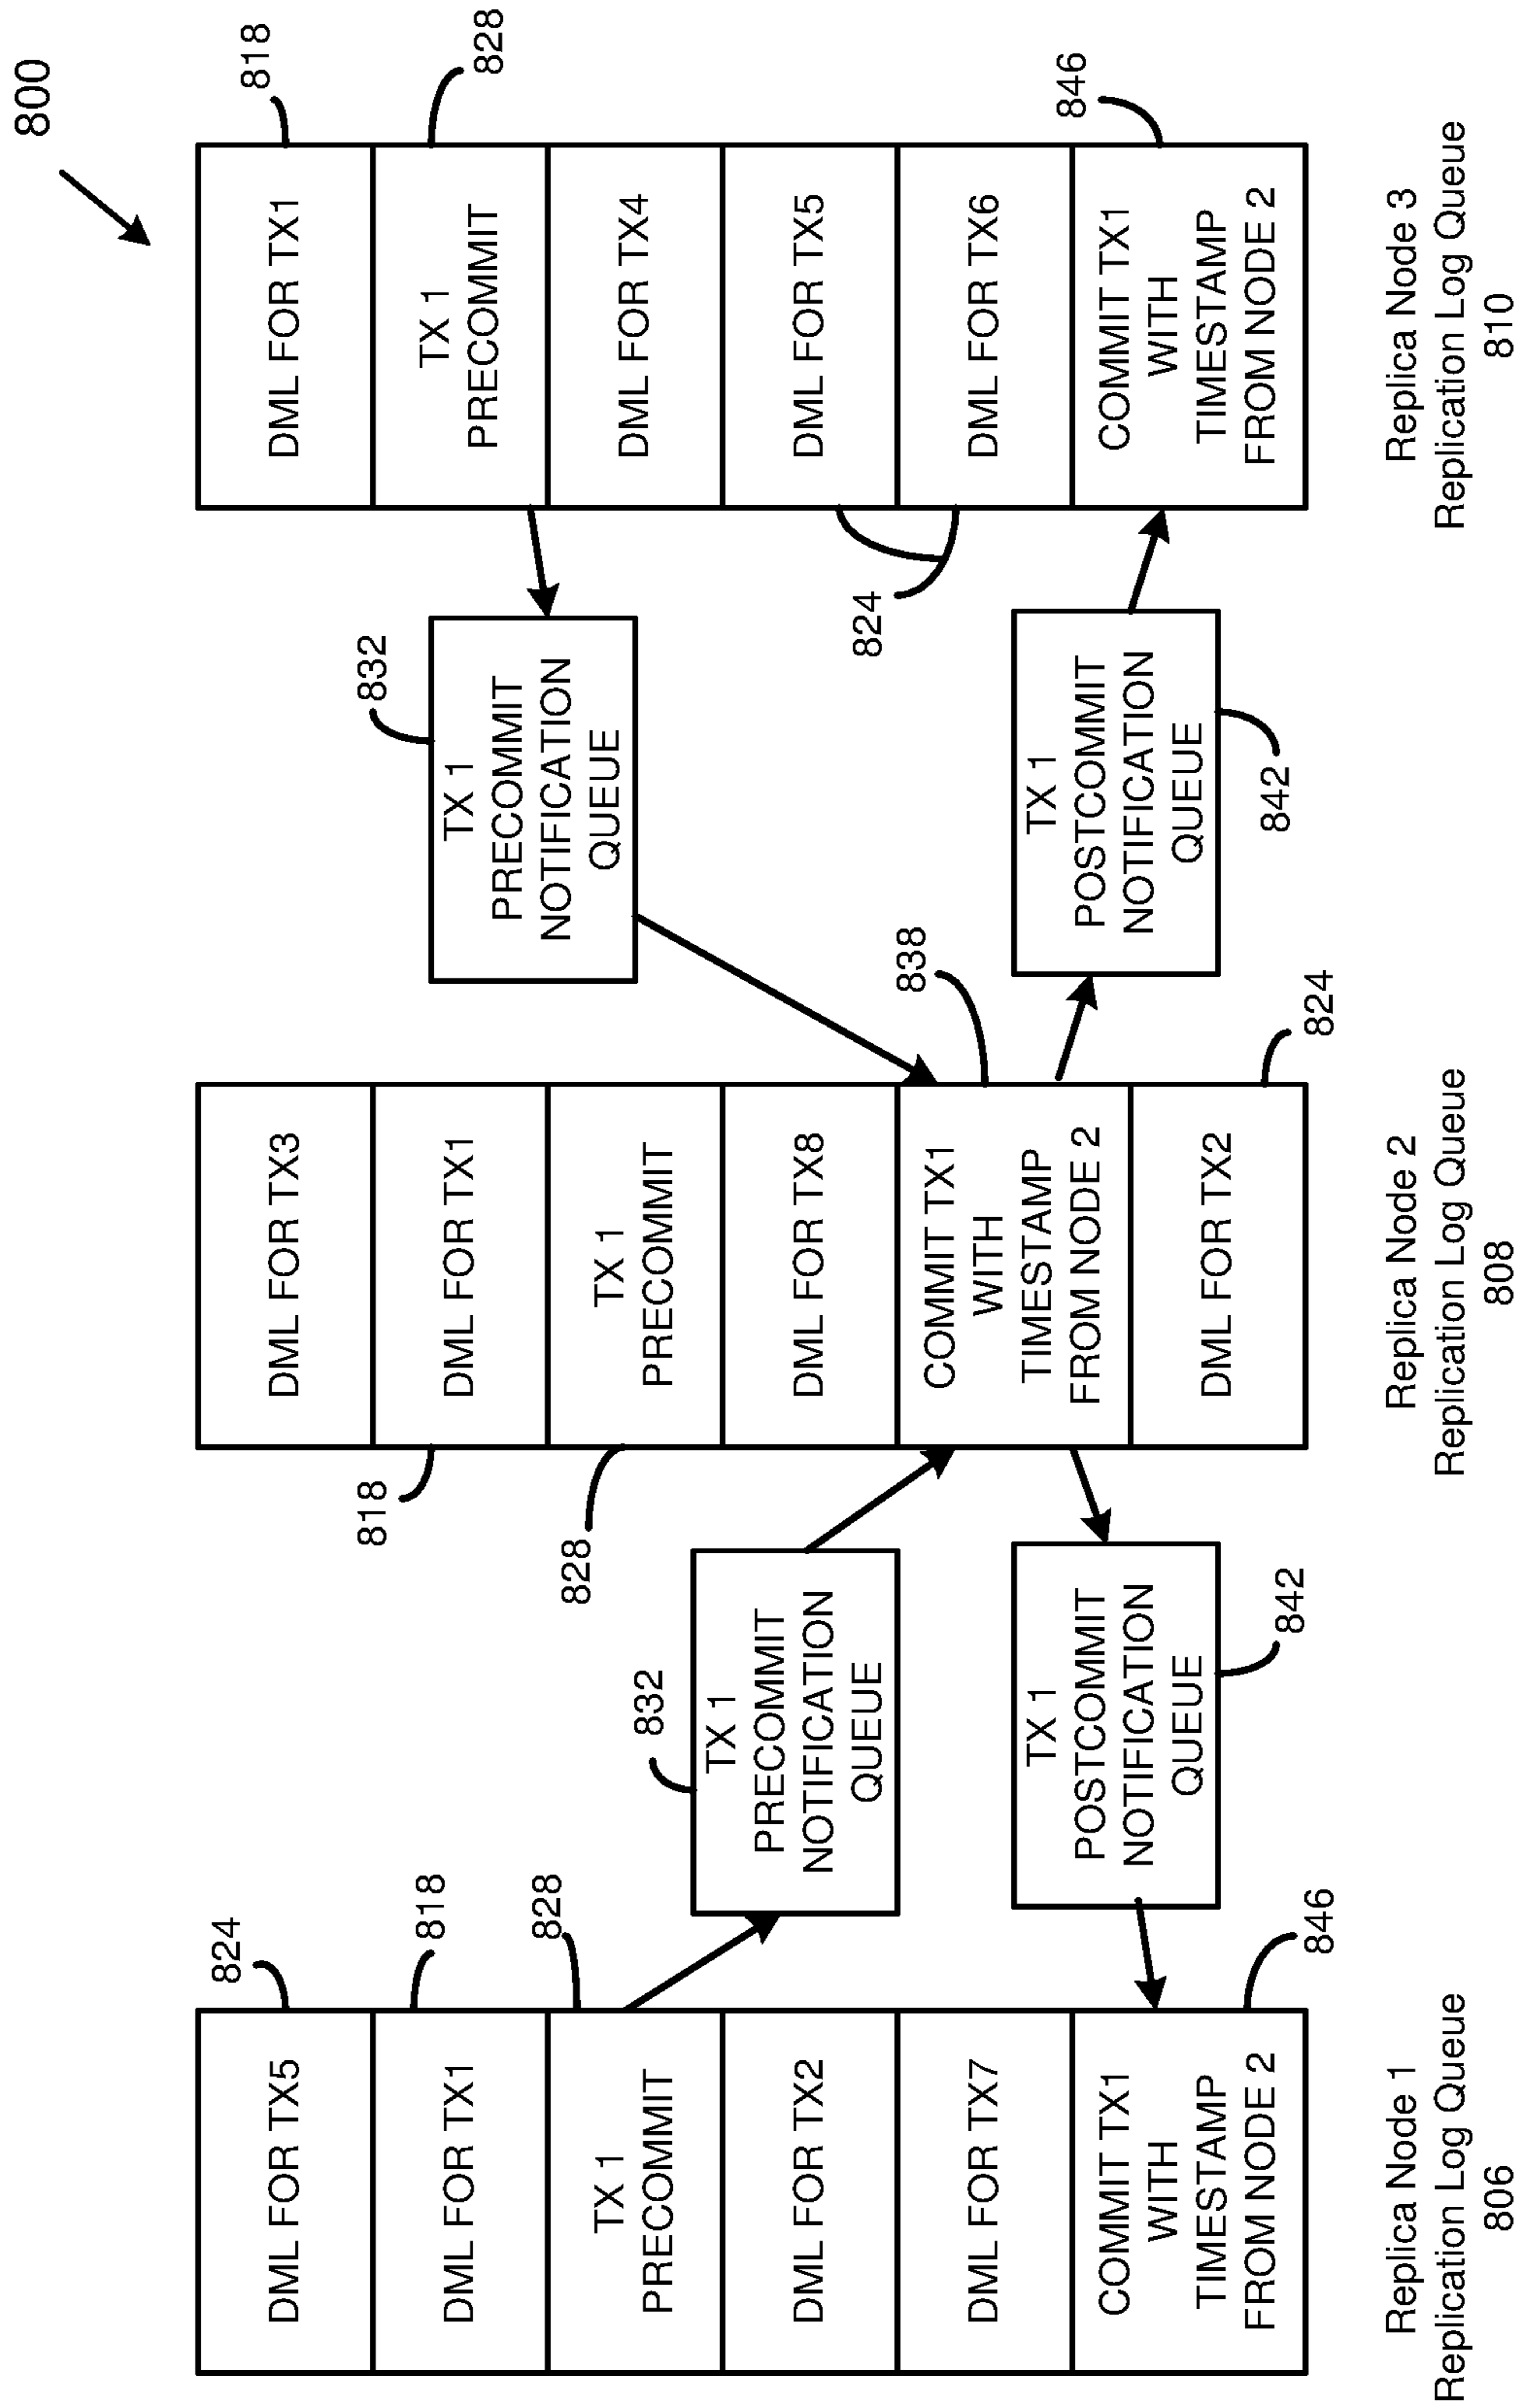 800
824
DML FOR TX5
818
DML FOR TX1
828
TX 1
PRECOMMIT
DML FOR TX2
DML FOR TX7
COMMIT TX1
WITH
TIMESTAMP
FROM NODE 2
846
Replica Node 1
Replication Log Queue
806
832
TX 1
PRECOMMIT
NOTIFICATION
QUEUE
TX 1
POSTCOMMIT
NOTIFICATION
QUEUE
842
DML FOR TX3
818
DML FOR TX1
828
TX 1
PRECOMMIT
DML FOR TX8
838
COMMIT TX1
WITH
TIMESTAMP
FROM NODE 2
DML FOR TX2
824
Replica Node 2
Replication Log Queue
808
832
TX 1
PRECOMMIT
NOTIFICATION
QUEUE
TX 1
POSTCOMMIT
NOTIFICATION
QUEUE
842
818
DML FOR TX1
828
TX 1
PRECOMMIT
DML FOR TX4
DML FOR TX5
824
DML FOR TX6
846
COMMIT TX1
WITH
TIMESTAMP
FROM NODE 2
Replica Node 3
Replication Log Queue
810